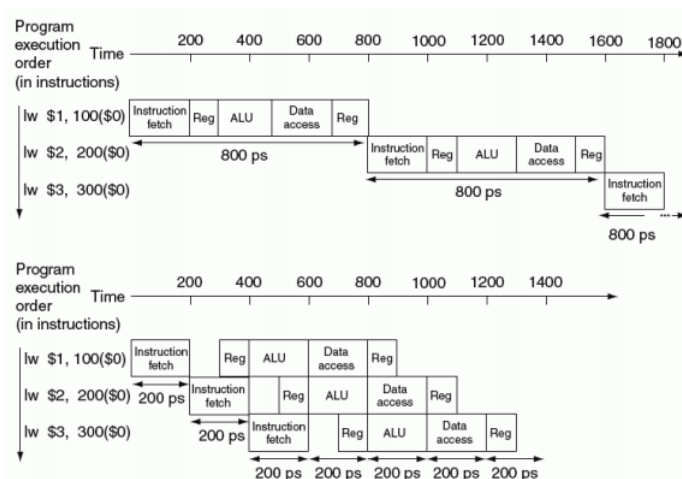 Program
execution
order
(in instructions)
Time
200 400 600 800 1000 1200 1400 1600 1800
lw $1, 100($0)
Instruction
fetch
Reg
ALU
Data
access
Reg
800 ps
lw $2, 200($0)
Instruction
fetch
Reg
ALU
Data
access
Reg
800 ps
lw $3, 300($0)
Instruction
fetch
800 ps
Program
execution
order
(in instructions)
Time
200 400 600 800 1000 1200 1400
lw $1, 100($0)
Instruction
fetch
Reg
ALU
Data
access
Reg
lw $2, 200($0)
200 ps
Instruction
fetch
Reg
ALU
Data
access
Reg
lw $3, 300($0)
200 ps
Instruction
fetch
Reg
ALU
Data
access
Reg
200 ps 200 ps 200 ps 200 ps 200 ps